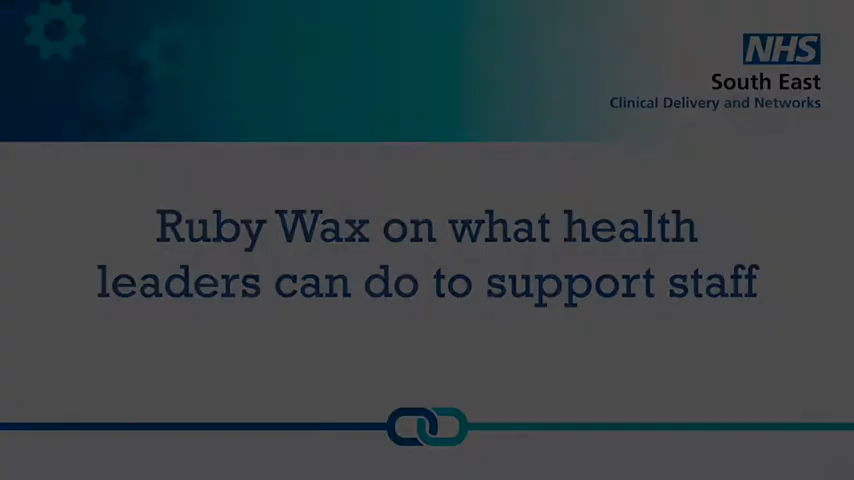 NHS
South East
Clinical Delivery and Networks
Ruby Wax on what health
leaders can do to support staff